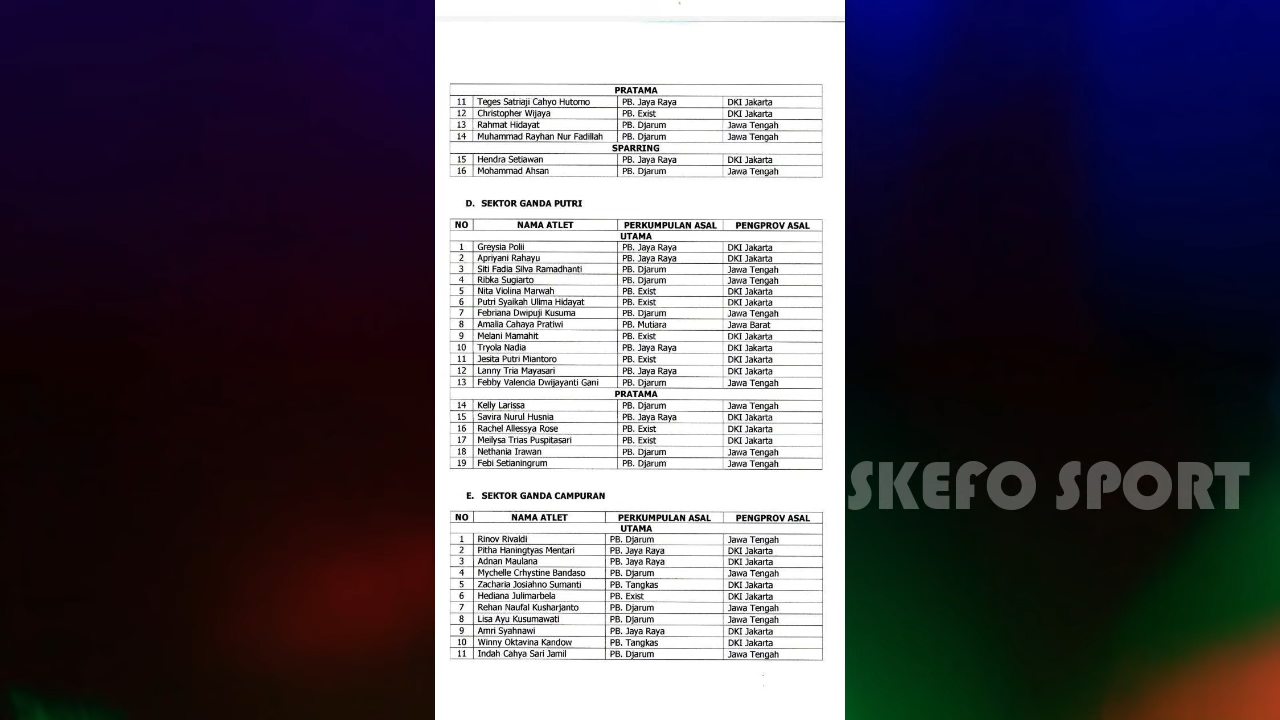 PRATAMA
11 Teges Satriaji Cahyo Hutomo PB. Jaya Raya DKI Jakarta
12 Christopher Wijaya PB. Exist DKI Jakarta
13 Rahmat Hidayat PB. Djarum Jawa Tengah
14 Muhammad Rayhan Nur Fadillah PB. Djarum Jawa Tengah
SPARRING
15 Hendra Setiawan PB. Jaya Raya DKI Jakarta
16 Mohammad Ahsan PB. Djarum Jawa Tengah
D. SEKTOR GANDA PUTRI
NO NAMA ATLET PERKUMPULAN ASAL PENGPROV ASAL
UTAMA
1 Greysia Polii PB. Jaya Raya DKI Jakarta
2 Apriyani Rahayu PB. Jaya Raya DKI Jakarta
3 Siti Fadia Silva Ramadhanti PB. Djarum Jawa Tengah
4 Ribka Sugiarto PB. Djarum Jawa Tengah
5 Nita Violina Marwah PB. Exist DKI Jakarta
6 Putri Syaikah Ulima Hidayat PB. Exist DKI Jakarta
7 Febriana Dwipuji Kusuma PB. Djarum Jawa Tengah
8 Amalia Cahaya Pratiwi PB. Mutiara Jawa Barat
9 Melani Mamahit PB. Exist DKI Jakarta
10 Tryola Nadia PB. Jaya Raya DKI Jakarta
11 Jesita Putri Miantoro PB. Exist DKI Jakarta
12 Lanny Tria Mayasari PB. Jaya Raya DKI Jakarta
13 Febby Valencia Dwijayanti Gani PB. Djarum Jawa Tengah
PRATAMA
14 Kelly Larissa PB. Djarum Jawa Tengah
15 Savira Nurul Husnia PB. Jaya Raya DKI Jakarta
16 Rachel Allessya Rose PB. Exist DKI Jakarta
17 Meilysa Trias Puspitasari PB. Exist DKI Jakarta
18 Nethania Irawan PB. Djarum Jawa Tengah
19 Febi Setianingrum PB. Djarum Jawa Tengah
SKEFO SPORT
E. SEKTOR GANDA CAMPURAN
NO NAMA ATLET PERKUMPULAN ASAL PENGPROV ASAL
UTAMA
1 Rinov Rivaldi PB. Djarum Jawa Tengah
2 Pitha Haningtyas Mentari PB. Jaya Raya DKI Jakarta
3 Adnan Maulana PB. Jaya Raya DKI Jakarta
4 Mychelle Crhystine Bandaso PB. Djarum Jawa Tengah
5 Zacharia Josiahno Sumanti PB. Tangkas DKI Jakarta
6 Hediana Julimarbela PB. Exist DKI Jakarta
7 Rehan Naufal Kusharjanto PB. Djarum Jawa Tengah
8 Lisa Ayu Kusumawati PB. Djarum Jawa Tengah
9 Amri Syahnawi PB. Jaya Raya DKI Jakarta
10 Winny Oktavina Kandow PB. Tangkas DKI Jakarta
11 Indah Cahya Sari Jamil PB. Djarum Jawa Tengah